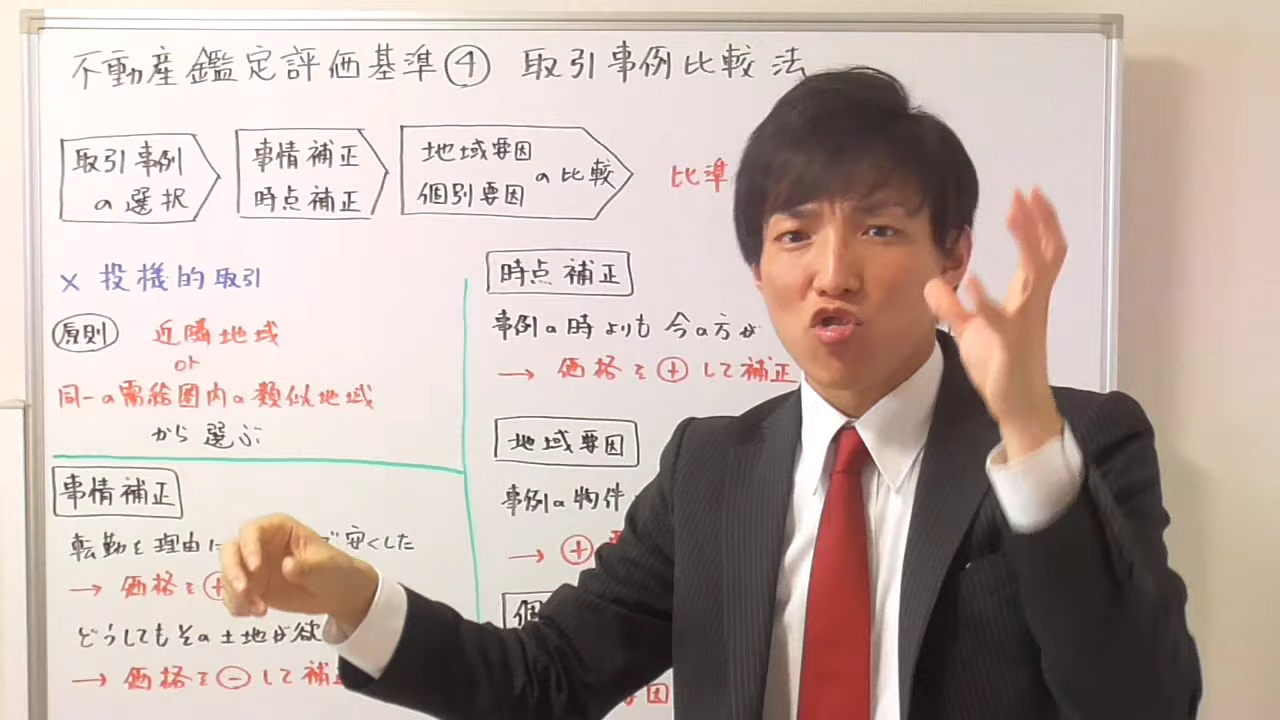 不動産鑑定評価基準④ 取引事例比較法
取引事例
の選択
事情補正
時点補正
地域要因
個別要因
の比較
比準
× 投機的取引
原則 近隣地域
or
同一の需給圏内の類似地域
から選ぶ
事情補正
転勤を理由に
で安くした
→ 価格を⊕
どうしてもその土地が欲
→ 価格を⊖して補正
時点補正
事例の時よりも今の方が
→ 価格を⊕して補正
地域要因
事例の物件
→ ⊕
個
因